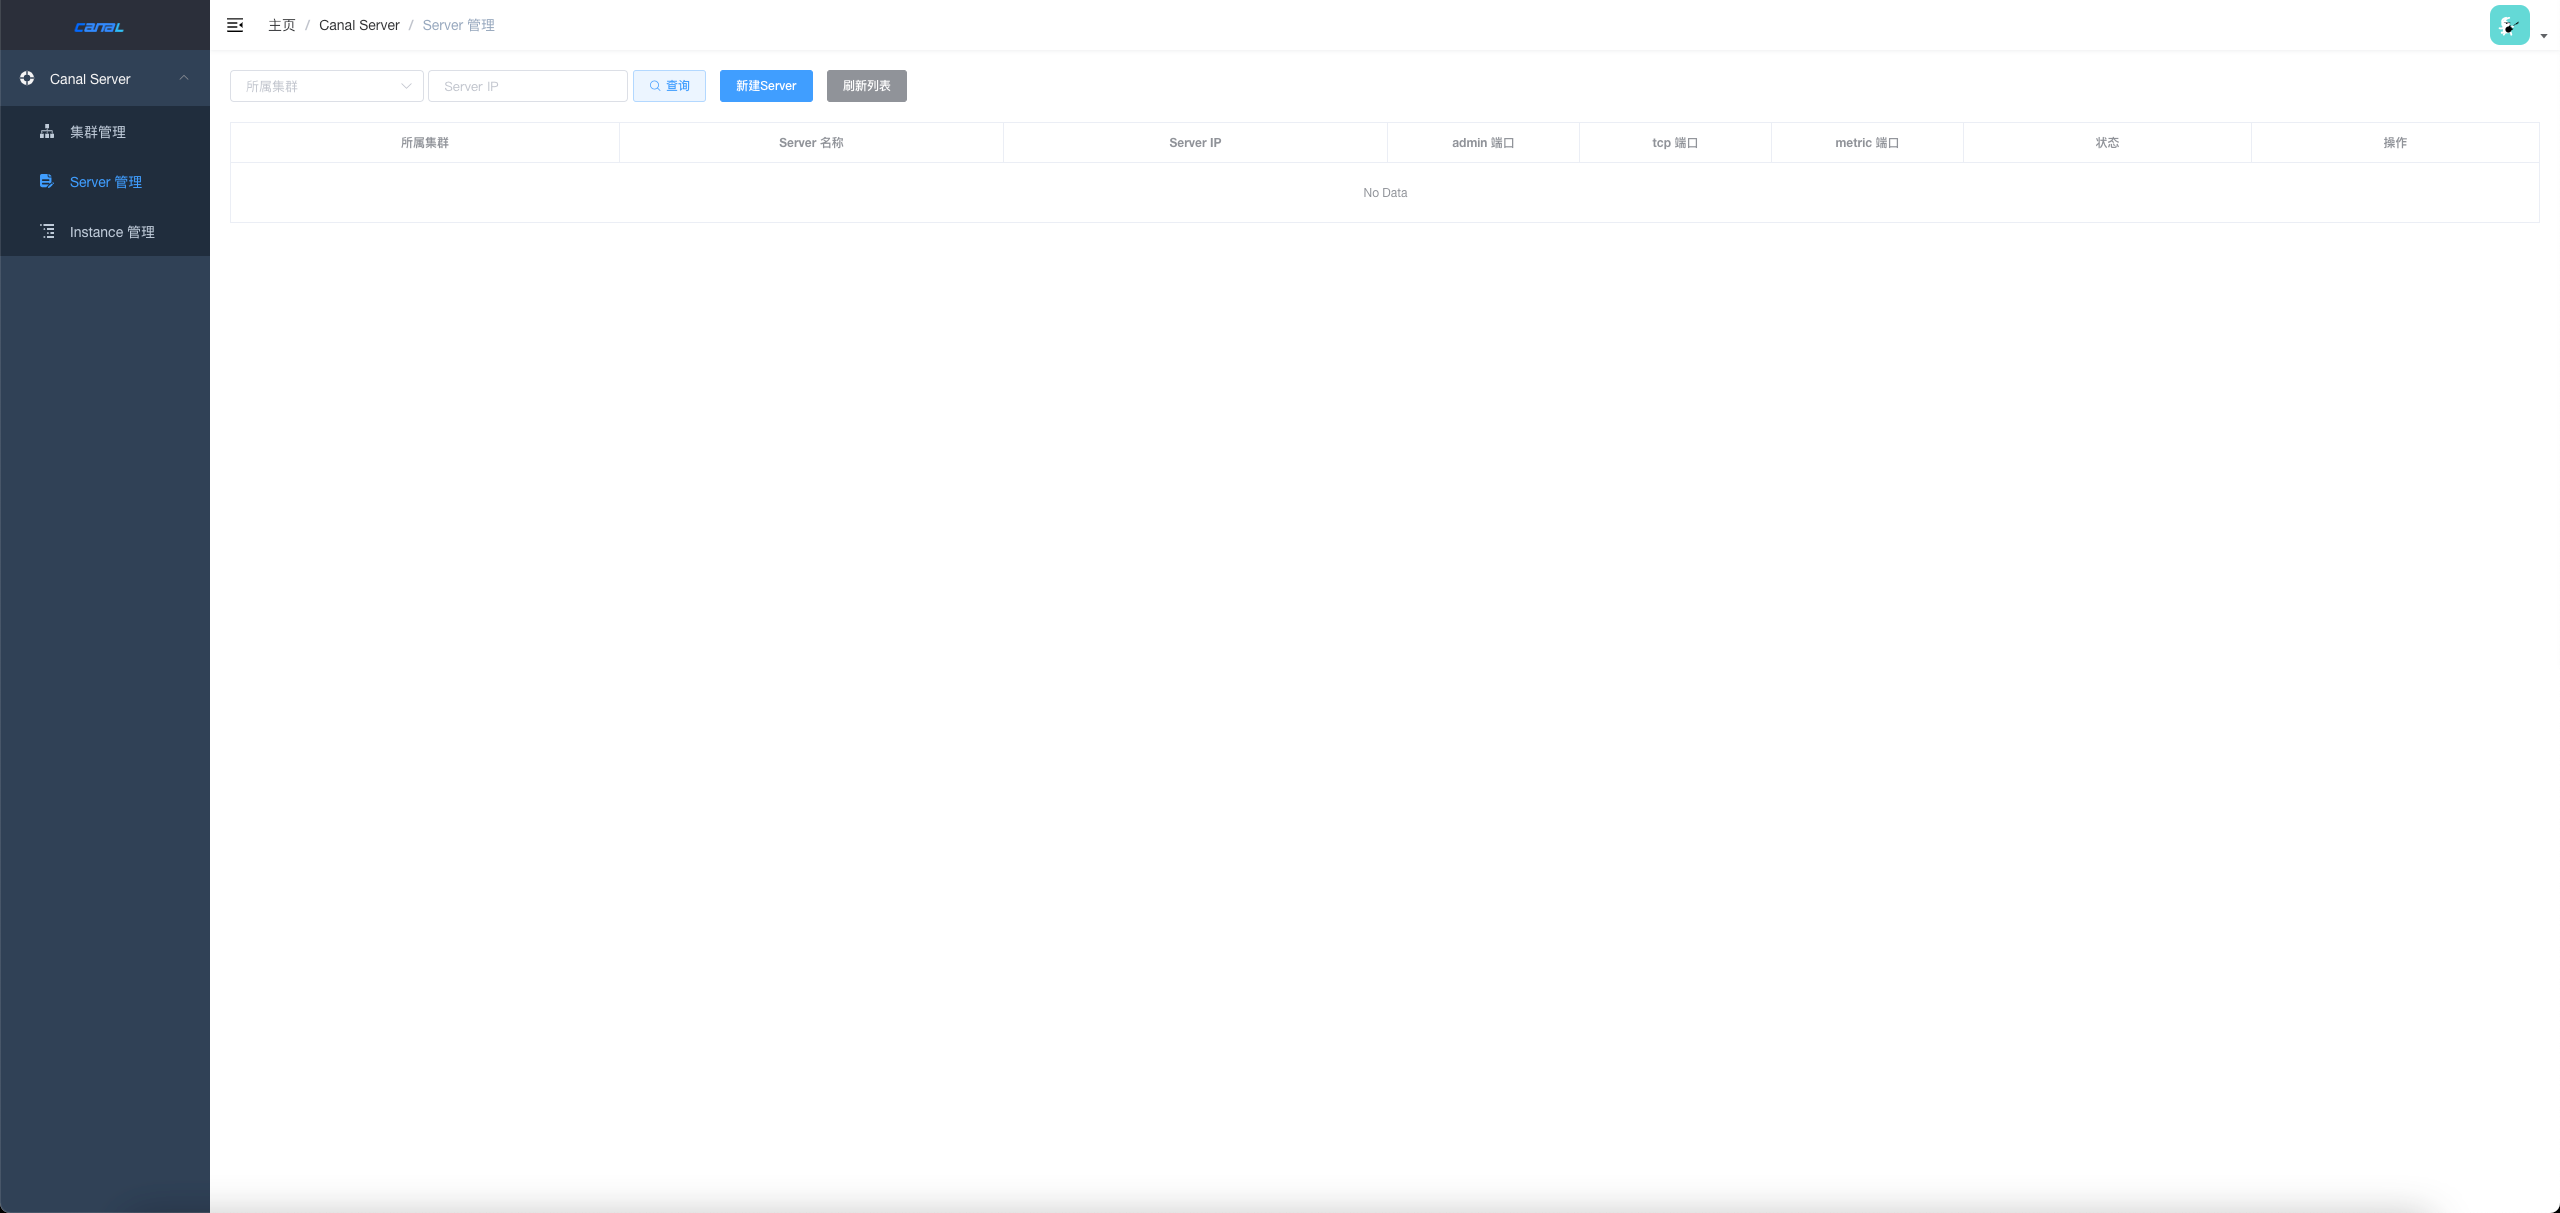 canal
主页 / Canal Server / Server 管理
Canal Server
集群管理
Server 管理
Instance 管理
所属集群 Server IP 查询 新建Server 刷新列表
所属集群 Server 名称 Server IP admin 端口 tcp 端口 metric 端口 状态 操作
No Data